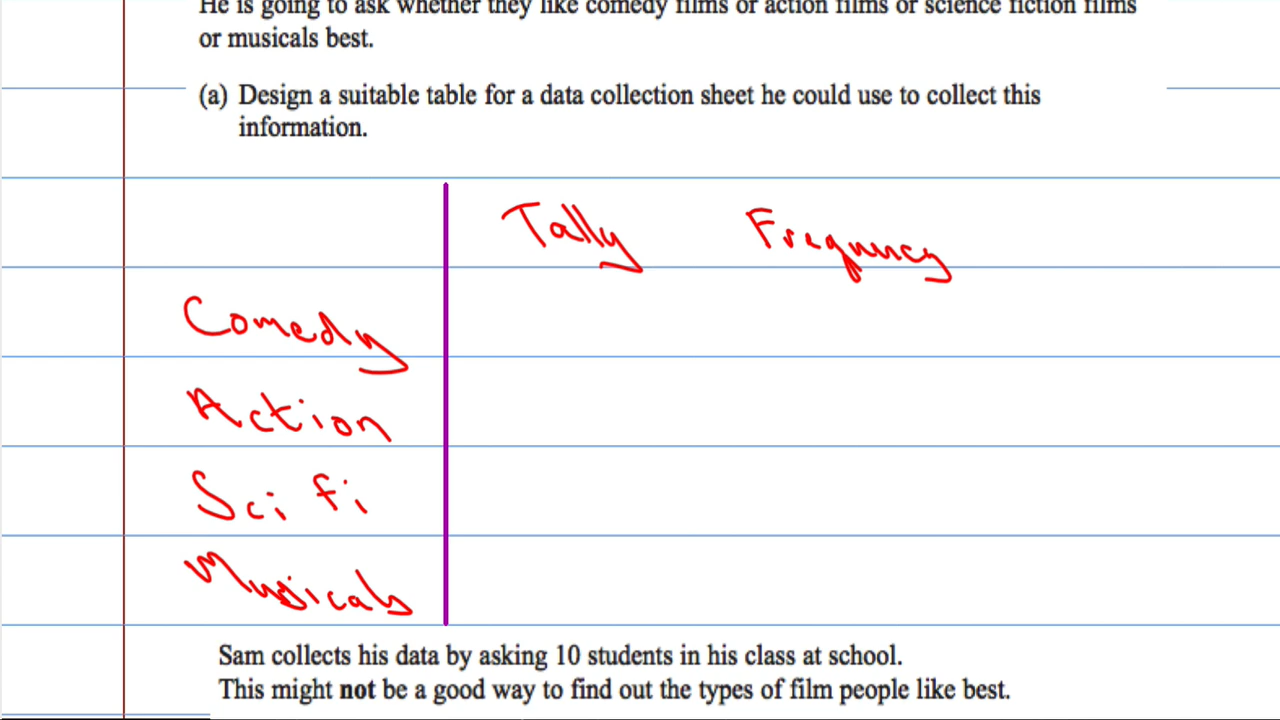 He is going to ask whether they like comedy films or action films or science fiction films
or musicals best.
(a) Design a suitable table for a data collection sheet he could use to collect this
information.
Tally Frequncy
Comedy
Action
Sci fi
Musicals
Sam collects his data by asking 10 students in his class at school.
This might not be a good way to find out the types of film people like best.